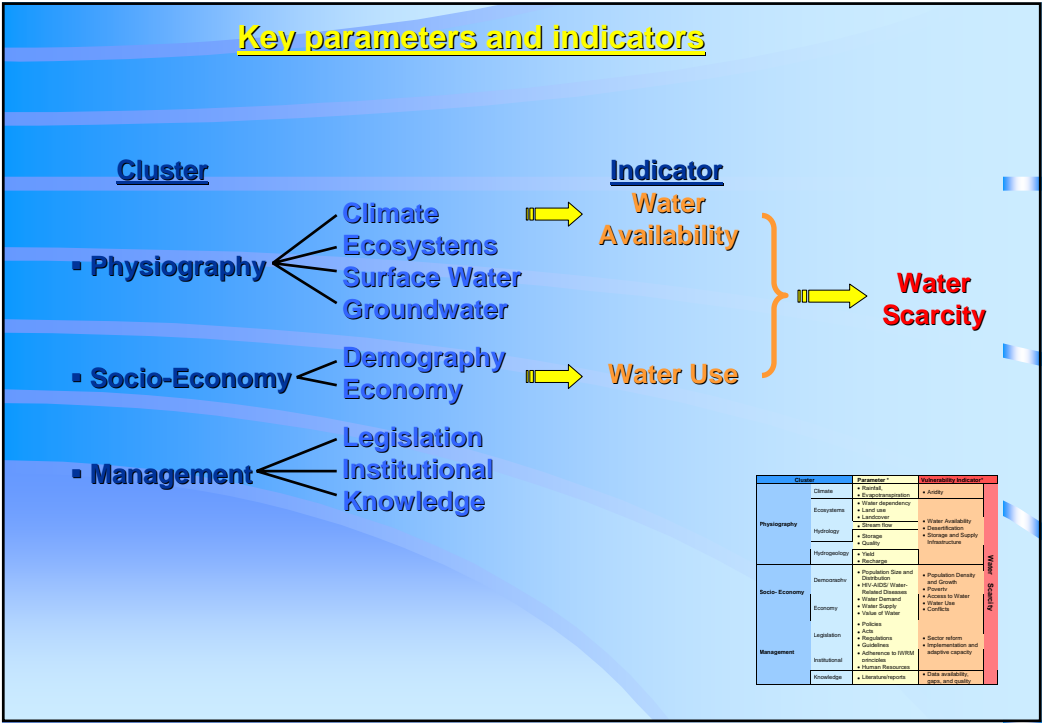 Key parameters and indicators
Cluster
Indicator
Climate
Ecosystems
Surface Water
Groundwater
▪ Physiography
Water
Availability
Water
Scarcity
Demography
Economy
▪ Socio-Economy
Water Use
Legislation
Institutional
Knowledge
▪ Management
Cluster
Parameter *
Vulnerability Indicator*
Physiography
Climate
• Rainfall,
• Evapotranspiration
• Aridity
Ecosystems
• Water dependency
• Land use
• Landcover
Hydrology
• Stream flow
• Storage
• Quality
• Water Availability
• Desertification
• Storage and Supply
Infrastructure
Hydrogeology
• Yield
• Recharge
Socio- Economy
Demography
• Population Size and
Distribution
• HIV-AIDS/ Water-
Related Diseases
Economy
• Water Demand
• Water Supply
• Value of Water
• Population Density
and Growth
• Poverty
• Access to Water
• Water Use
• Conflicts
Management
Legislation
• Policies
• Acts
• Regulations
• Guidelines
Institutional
• Adherence to IWRM
principles
• Human Resources
• Sector reform
• Implementation and
adaptive capacity
Knowledge
• Literature/reports
• Data availability,
gaps, and quality
Water Scarcity